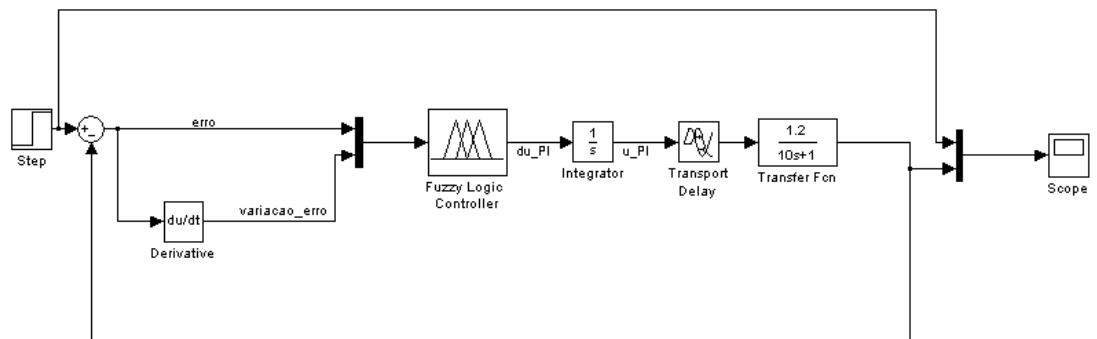 Step
+
-
erro
du/dt
Derivative
variacao_erro
Fuzzy Logic
Controller
du_PI
1
s
Integrator
u_PI
Transport
Delay
1.2
10s+1
Transfer Fcn
Scope